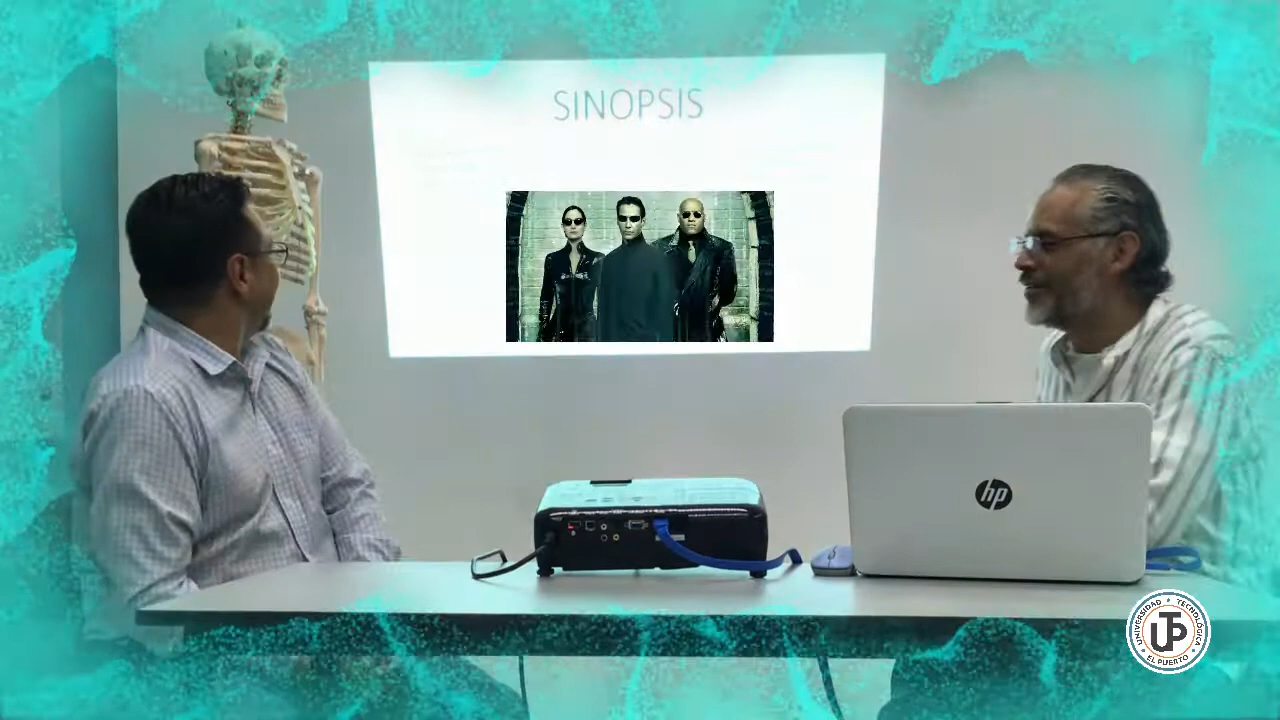 SINOPSIS
hp
UNIVERSIDAD TECNOLÓGICA
UTP
EL PUERTO